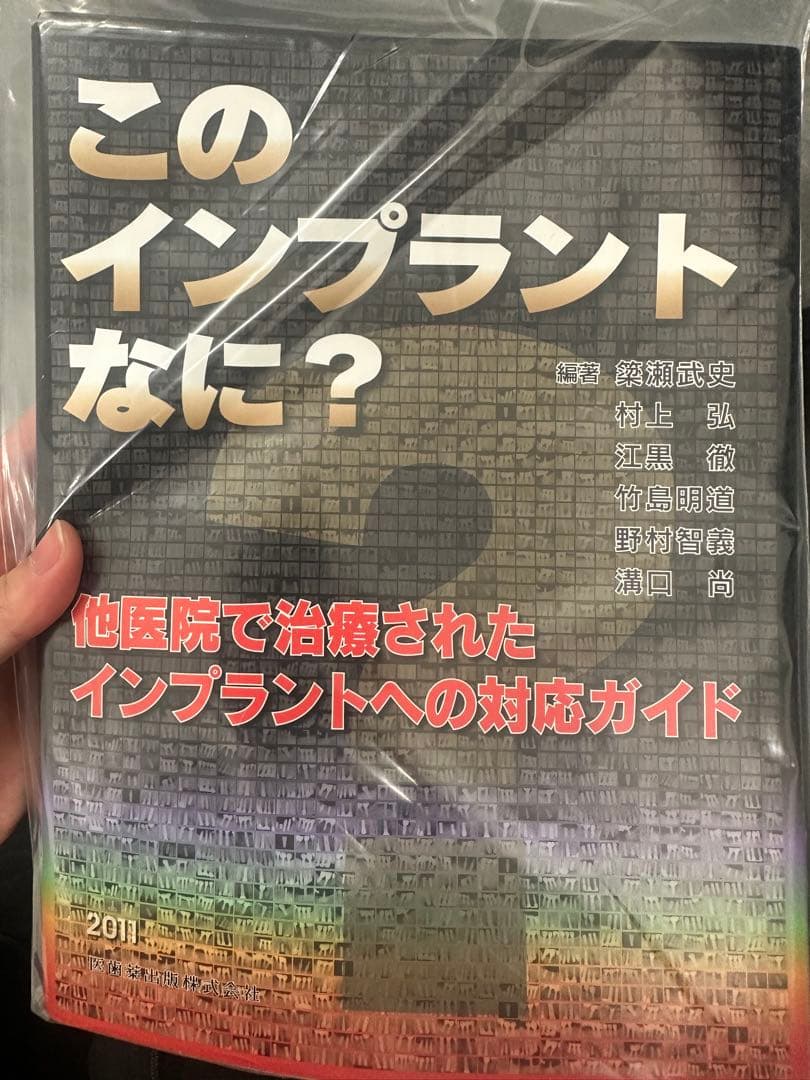 この
インプラント
なに?
編著 簗瀬武史
村上 弘
江黒 徹
竹島明道
野村智義
溝口 尚
他医院で治療された
インプラントへの対応ガイド
2011
医歯薬出版株式会社